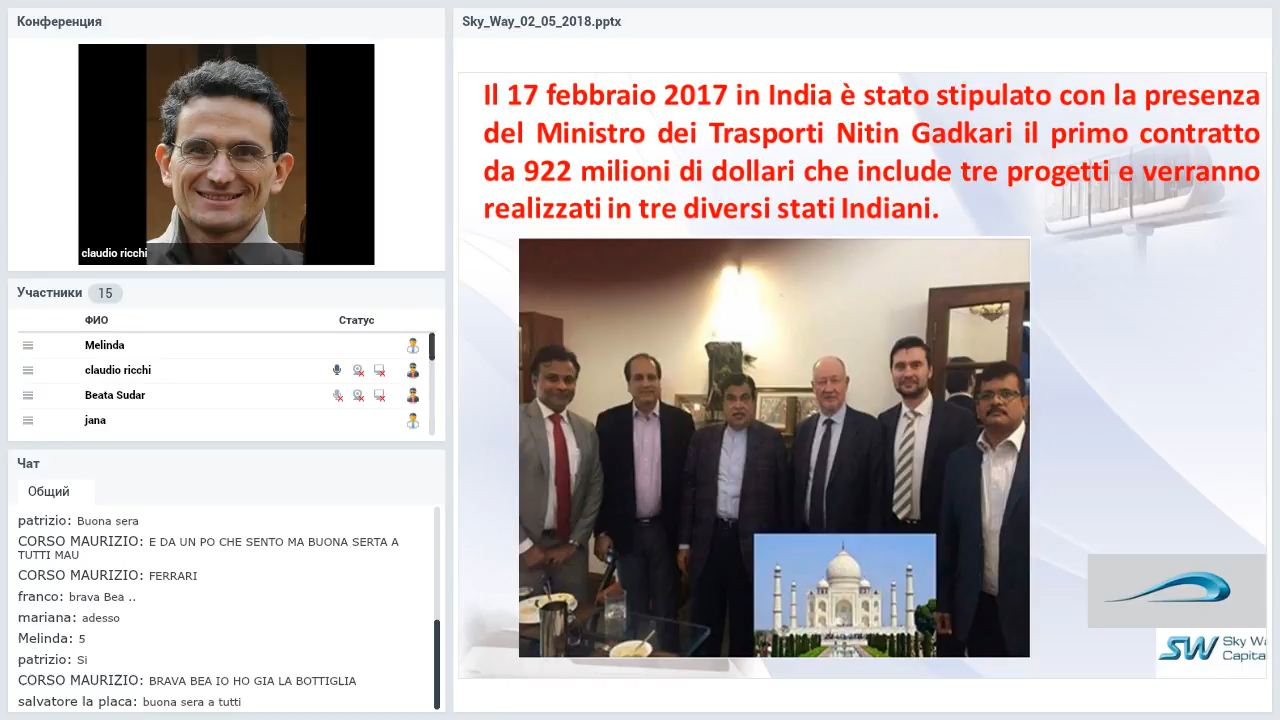 Конференция
claudio ricchi
Участники 15
ФИО Статус
Melinda
claudio ricchi
Beata Sudar
jana
Чат
Общий
patrizio: Buona sera
CORSO MAURIZIO: E DA UN PO CHE SENTO MA BUONA SERTA A
TUTTI MAU
CORSO MAURIZIO: FERRARI
franco: brava Bea ..
mariana: adesso
Melinda: 5
patrizio: Si
CORSO MAURIZIO: BRAVA BEA IO HO GIA LA BOTTIGLIA
salvatore la placa: buona sera a tutti
Sky_Way_02_05_2018.pptx
Il 17 febbraio 2017 in India è stato stipulato con la presenza
del Ministro dei Trasporti Nitin Gadkari il primo contratto
da 922 milioni di dollari che include tre progetti e verranno
realizzati in tre diversi stati Indiani.
SW Sky Wa
Capita